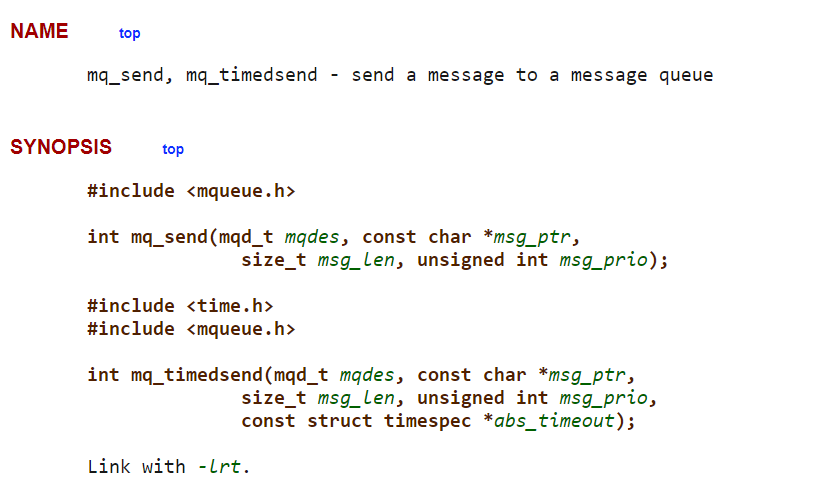 NAME top
mq_send, mq_timedsend - send a message to a message queue
SYNOPSIS top
#include <mqueue.h>
int mq_send(mqd_t mqdes, const char *msg_ptr,
size_t msg_len, unsigned int msg_prio);
#include <time.h>
#include <mqueue.h>
int mq_timedsend(mqd_t mqdes, const char *msg_ptr,
size_t msg_len, unsigned int msg_prio,
const struct timespec *abs_timeout);
Link with -lrt.